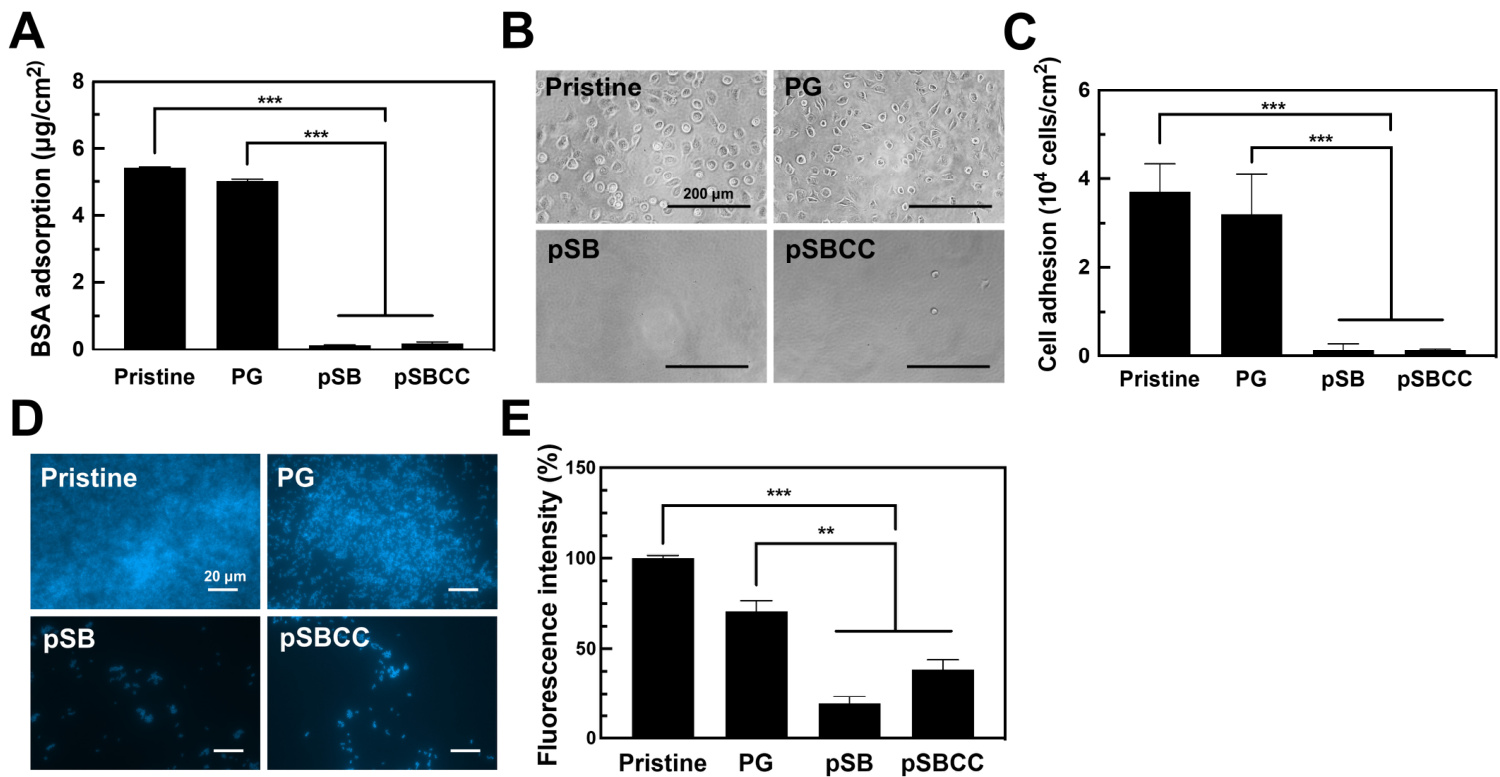 A
BSA adsorption (µg/cm²)
8
6
4
2
0
***
***
Pristine PG pSB pSBCC
B
Pristine
PG
200 µm
pSB
pSBCC
C
Cell adhesion (10⁴ cells/cm²)
6
4
2
0
***
***
Pristine PG pSB pSBCC
D
Pristine
PG
20 µm
pSB
pSBCC
E
Fluorescence intensity (%)
150
100
50
0
***
**
Pristine PG pSB pSBCC